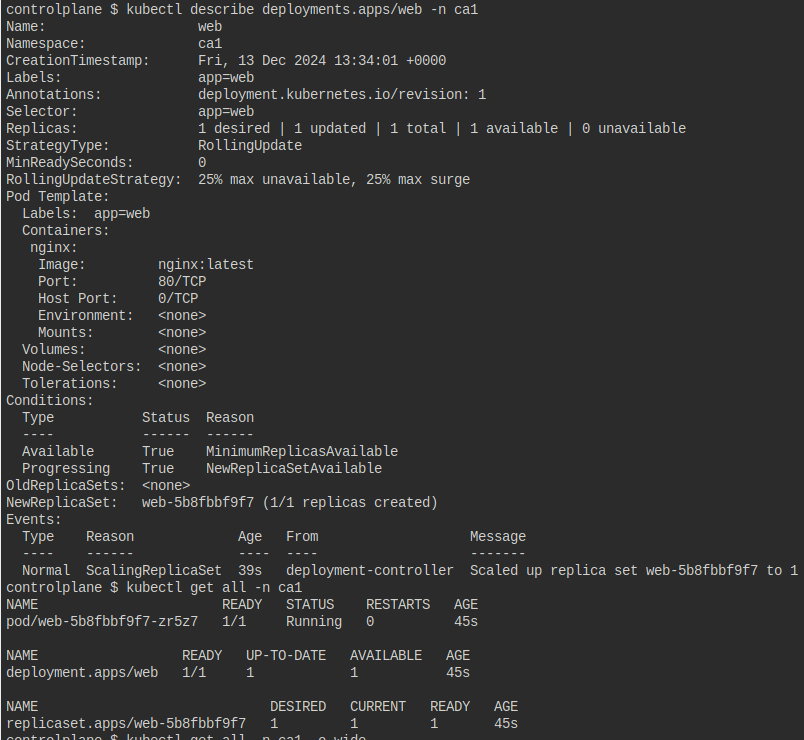 controlplane $ kubectl describe deployments.apps/web -n ca1
Name:                   web
Namespace:              ca1
CreationTimestamp:      Fri, 13 Dec 2024 13:34:01 +0000
Labels:                 app=web
Annotations:            deployment.kubernetes.io/revision: 1
Selector:               app=web
Replicas:               1 desired | 1 updated | 1 total | 1 available | 0 unavailable
StrategyType:           RollingUpdate
MinReadySeconds:        0
RollingUpdateStrategy:  25% max unavailable, 25% max surge
Pod Template:
  Labels:  app=web
  Containers:
   nginx:
    Image:         nginx:latest
    Port:          80/TCP
    Host Port:     0/TCP
    Environment:   <none>
    Mounts:        <none>
  Volumes:         <none>
  Node-Selectors:  <none>
  Tolerations:     <none>
Conditions:
  Type           Status  Reason
  ----           ------  ------
  Available      True    MinimumReplicasAvailable
  Progressing    True    NewReplicaSetAvailable
OldReplicaSets:  <none>
NewReplicaSet:   web-5b8fbbf9f7 (1/1 replicas created)
Events:
  Type    Reason             Age   From                   Message
  ----    ------             ----  ----                   -------
  Normal  ScalingReplicaSet  39s   deployment-controller  Scaled up replica set web-5b8fbbf9f7 to 1
controlplane $ kubectl get all -n ca1
NAME                       READY   STATUS    RESTARTS   AGE
pod/web-5b8fbbf9f7-zr5z7   1/1     Running   0          45s

NAME                  READY   UP-TO-DATE   AVAILABLE   AGE
deployment.apps/web   1/1     1            1           45s

NAME                             DESIRED   CURRENT   READY   AGE
replicaset.apps/web-5b8fbbf9f7   1         1         1       45s
controlplane $ kubectl get all -n ca1 -o wide